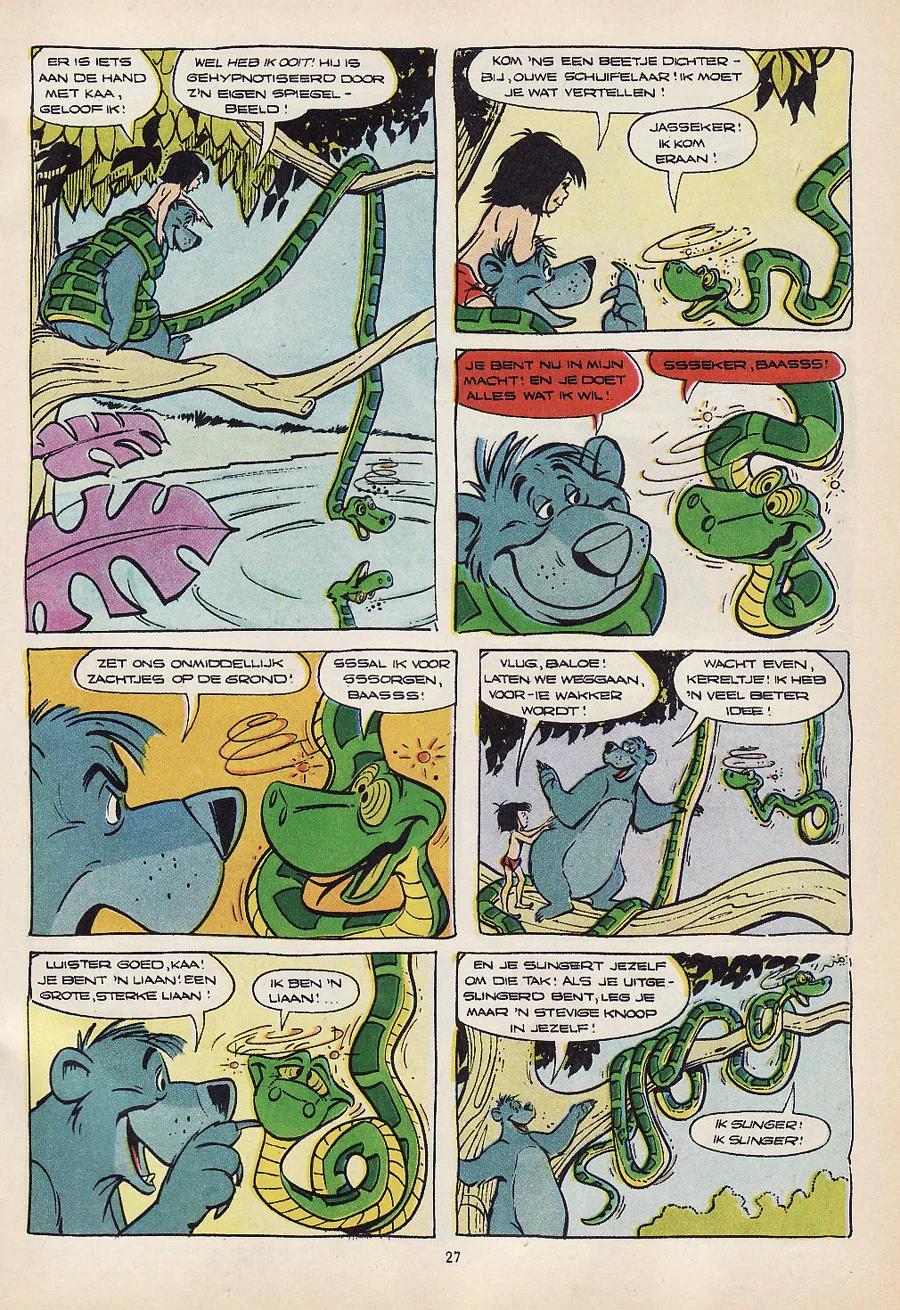 ER IS IETS
AAN DE HAND
MET KAA,
GELOOF IK!
WEL HEB IK OOIT! HIJ IS
GEHYPNOTISEERD DOOR
Z'N EIGEN SPIEGEL-
BEELD!
KOM 'NS EEN BEETJE DICHTER-
BIJ, OUWE SCHUIFELAAR! IK MOET
JE WAT VERTELLEN!
JASSEKER!
IK KOM
ERAAN!
JE BENT NU IN MIJN
MACHT! EN JE DOET
ALLES WAT IK WIL!
SSSEKER, BAASSS!
ZET ONS ONMIDDELLIJK
ZACHTJES OP DE GROND!
SSSAL IK VOOR
SSSORGEN,
BAASSS!
VLUG, BALOE!
LATEN WE WEGGAAN,
VOOR-IE WAKKER
WORDT!
WACHT EVEN,
KERELTJE! IK HEB
'N VEEL BETER
IDEE!
LUISTER GOED, KAA!
JE BENT 'N LIAAN! EEN
GROTE, STERKE LIAAN!
IK BEN 'N
LIAAN!...
EN JE SLINGERT JEZELF
OM DIE TAK! ALS JE UITGE-
SLINGERD BENT, LEG JE
MAAR 'N STEVIGE KNOOP
IN JEZELF!
IK SLINGER!
IK SLINGER!
27